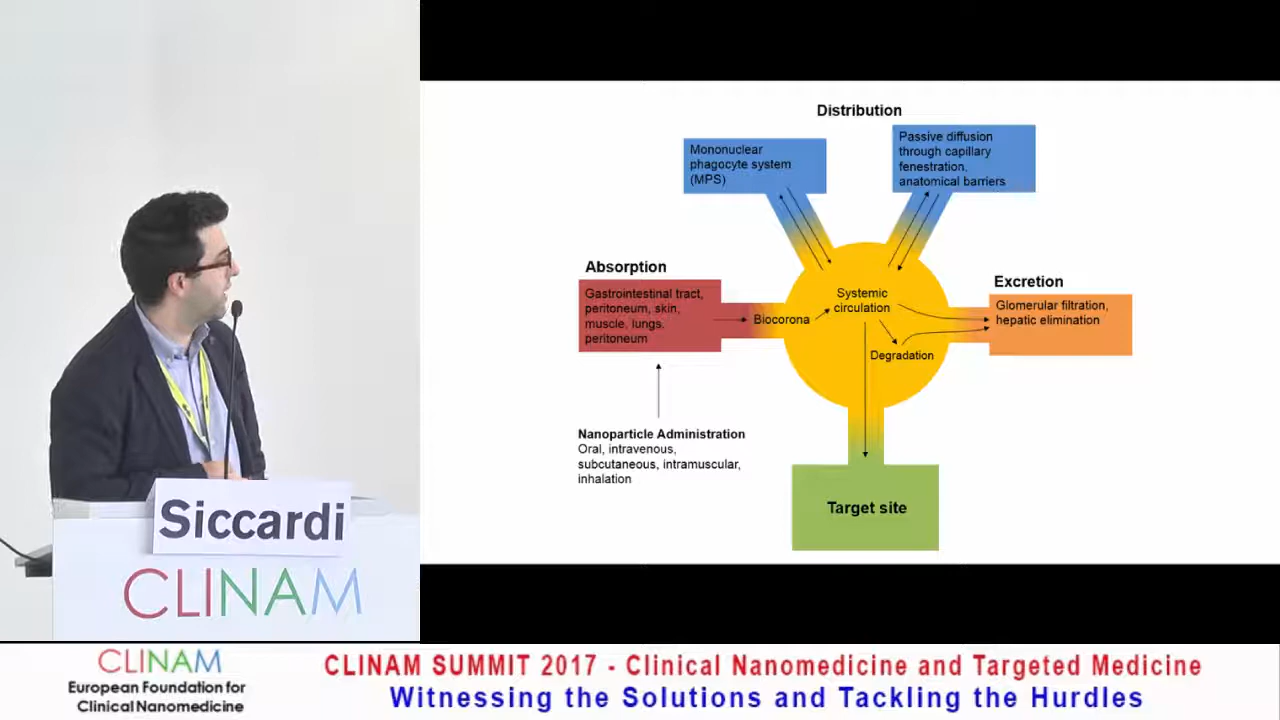 Distribution
Mononuclear
phagocyte system
(MPS)
Passive diffusion
through capillary
fenestration,
anatomical barriers
Absorption
Gastrointestinal tract,
peritoneum, skin,
muscle, lungs.
peritoneum
Biocorona
Systemic
circulation
Degradation
Excretion
Glomerular filtration,
hepatic elimination
Nanoparticle Administration
Oral, intravenous,
subcutaneous, intramuscular,
inhalation
Target site
Siccardi
CLINAM
CLINAM
European Foundation for
Clinical Nanomedicine
CLINAM SUMMIT 2017 - Clinical Nanomedicine and Targeted Medicine
Witnessing the Solutions and Tackling the Hurdles